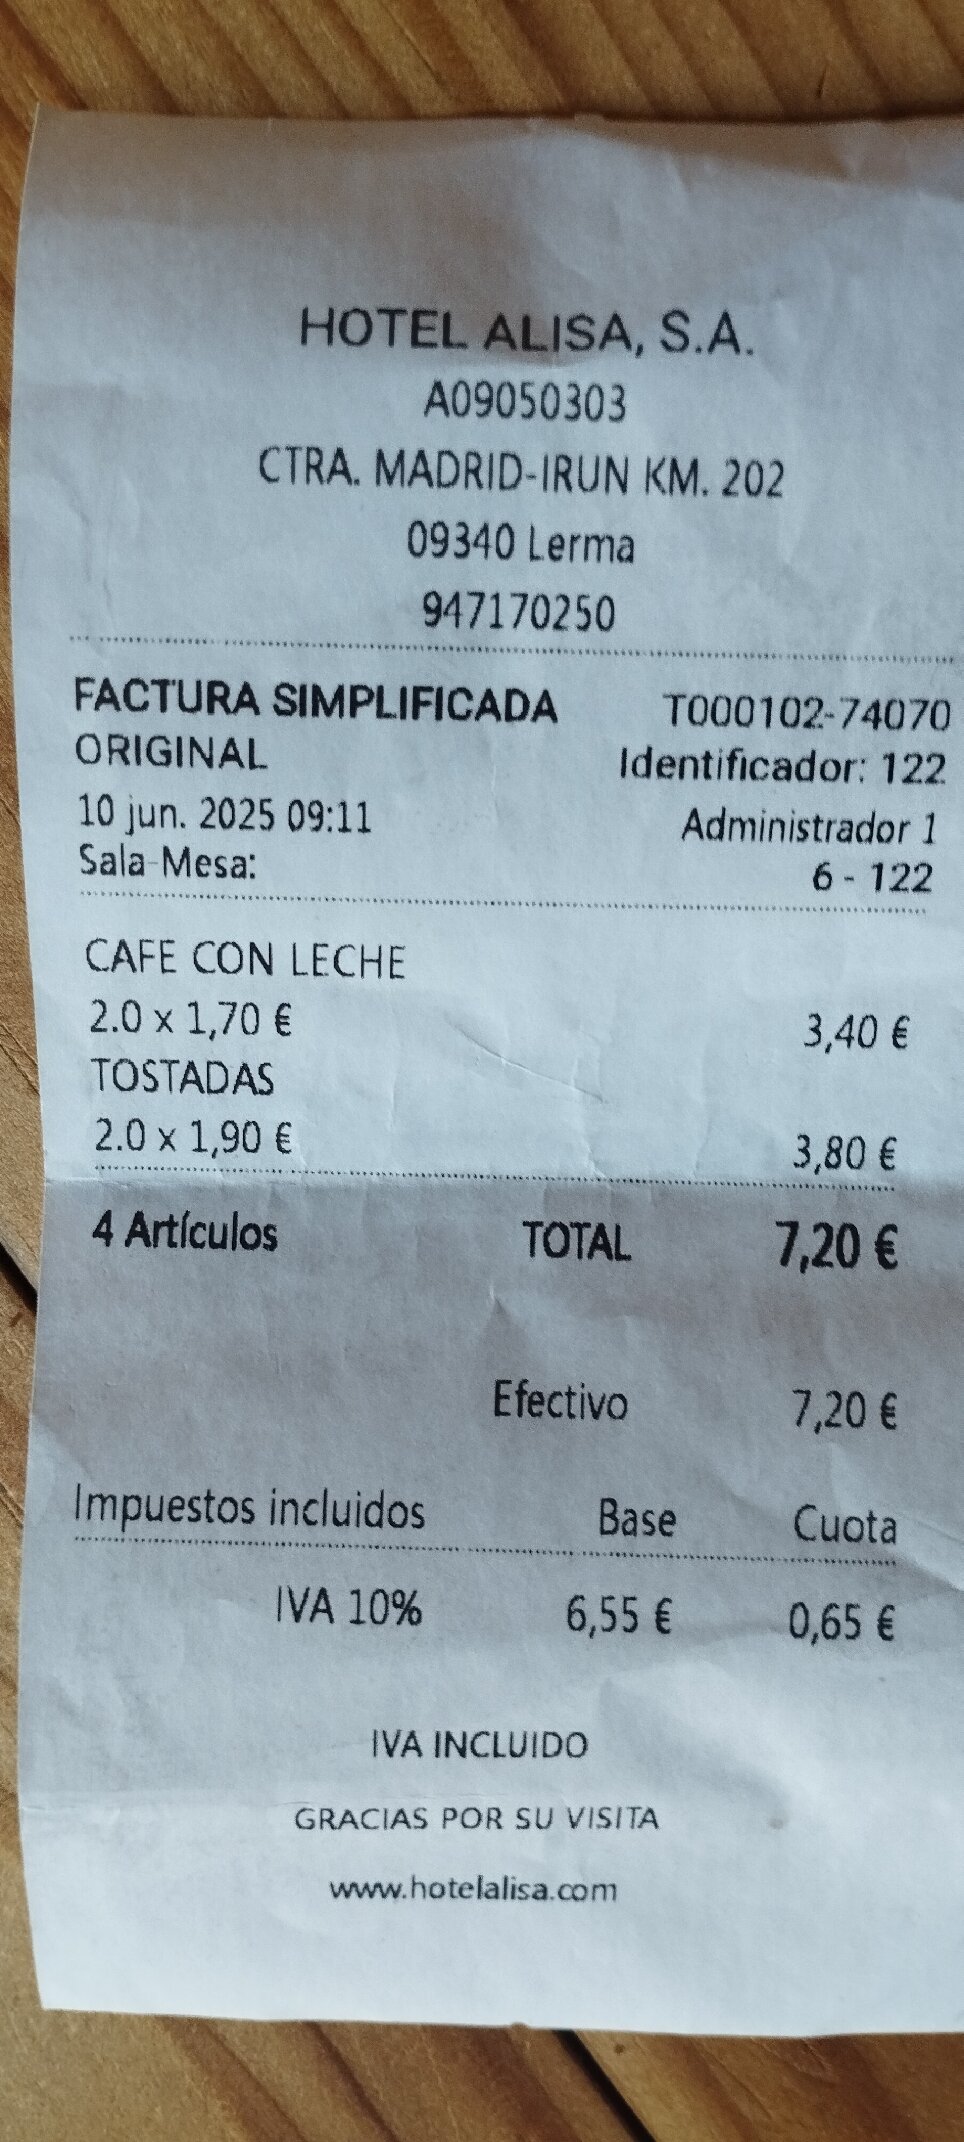 HOTEL ALISA, S.A.
A09050303
CTRA. MADRID-IRUN KM. 202
09340 Lerma
947170250
FACTURA SIMPLIFICADA T000102-74070
ORIGINAL Identificador: 122
10 jun. 2025 09:11 Administrador 1
Sala-Mesa: 6 - 122
CAFE CON LECHE
2.0 x 1,70 € 3,40 €
TOSTADAS
2.0 x 1,90 € 3,80 €
4 Artículos TOTAL 7,20 €
Efectivo 7,20 €
Impuestos incluidos Base Cuota
IVA 10% 6,55 € 0,65 €
IVA INCLUIDO
GRACIAS POR SU VISITA
www.hotelalisa.com